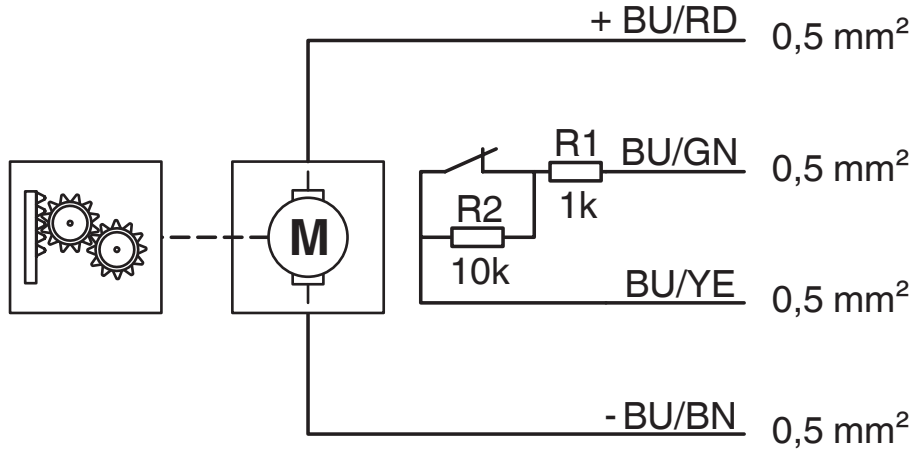 + BU/RD 0,5 mm²
R1 BU/GN 0,5 mm²
1k
R2
M
10k
BU/YE 0,5 mm²
- BU/BN 0,5 mm²